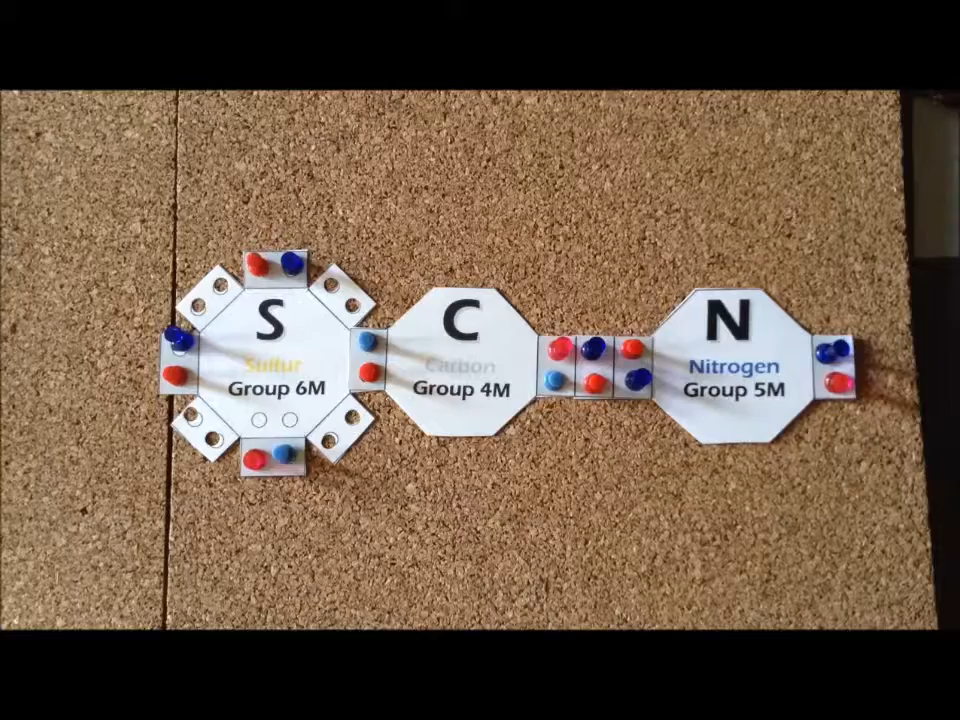 S
Sulfur
Group 6M
C
Carbon
Group 4M
N
Nitrogen
Group 5M